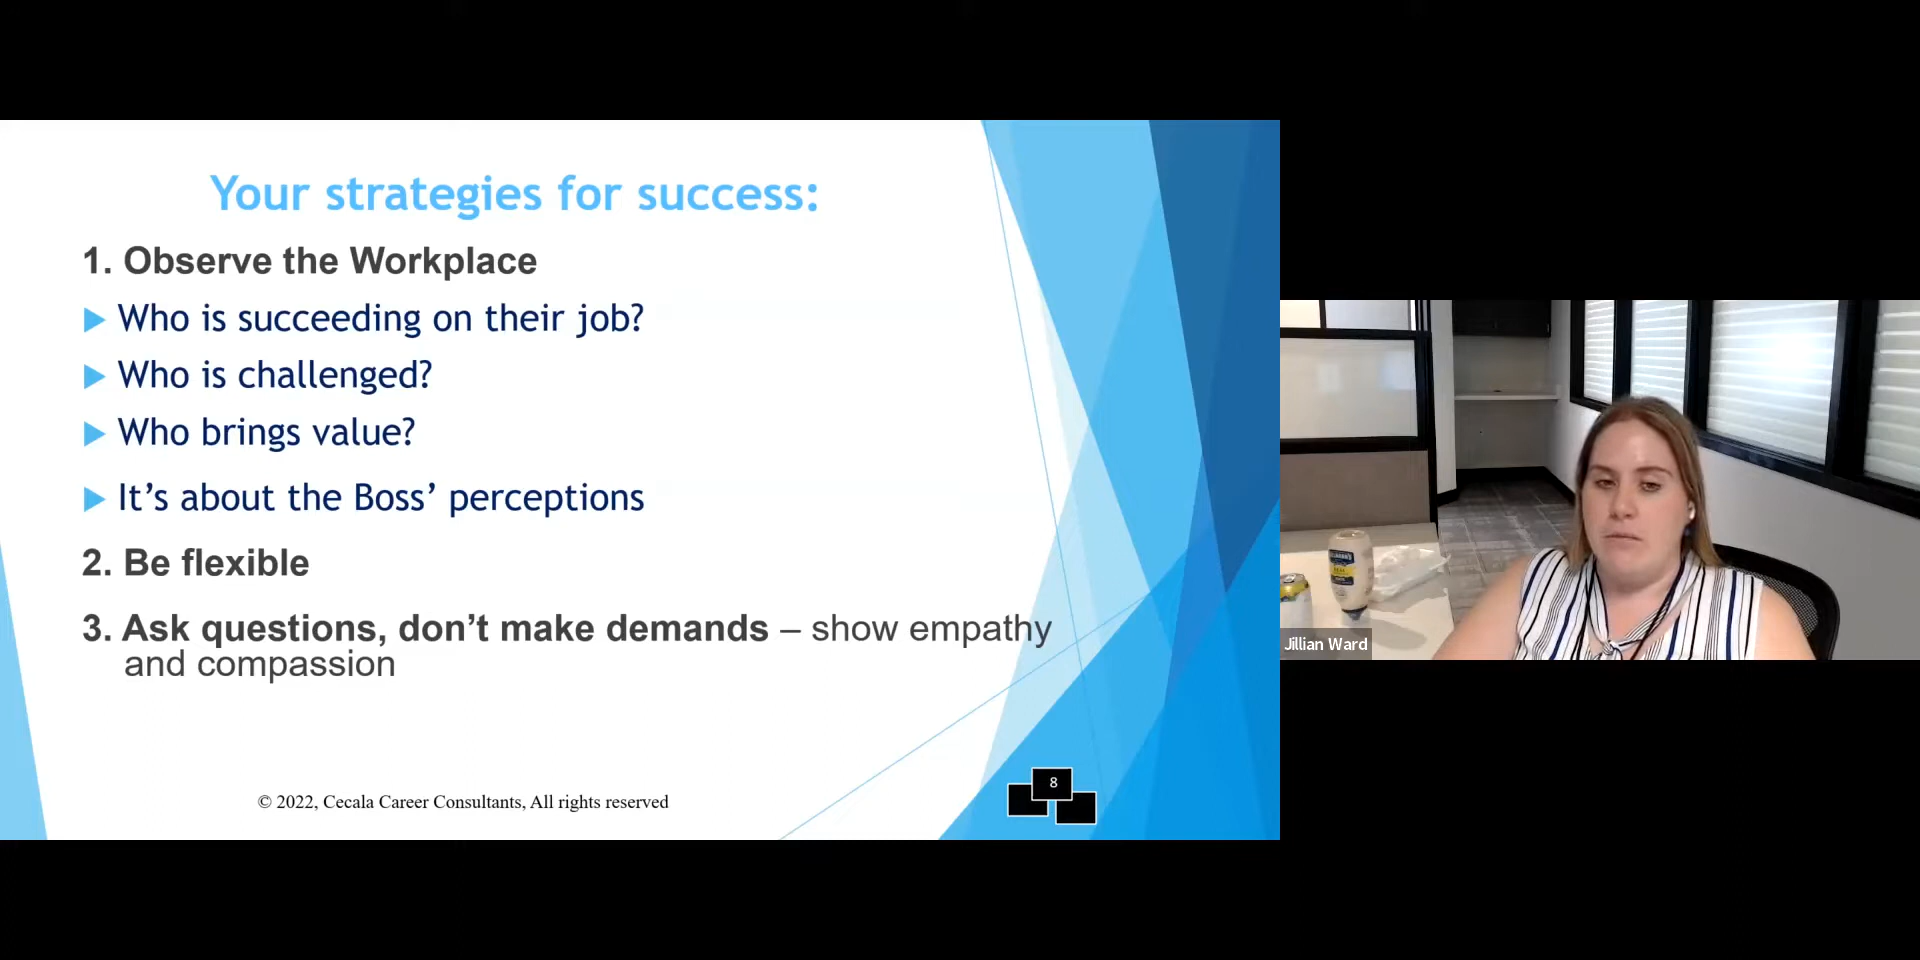 Your strategies for success:
1. Observe the Workplace
Who is succeeding on their job?
Who is challenged?
Who brings value?
It's about the Boss' perceptions
2. Be flexible
3. Ask questions, don't make demands – show empathy
and compassion
© 2022, Cecala Career Consultants, All rights reserved
8
Jillian Ward